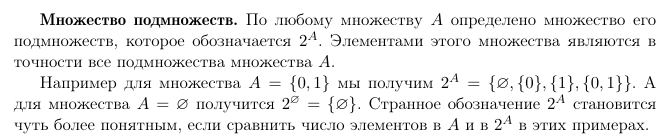 Множество подмножеств. По любому множеству A определено множество его
подмножеств, которое обозначается 2^A. Элементами этого множества являются в
точности все подмножества множества A.
Например для множества A = {0, 1} мы получим 2^A = {∅, {0}, {1}, {0, 1}}. А
для множества A = ∅ получится 2^∅ = {∅}. Странное обозначение 2^A становится
чуть более понятным, если сравнить число элементов в A и в 2^A в этих примерах.